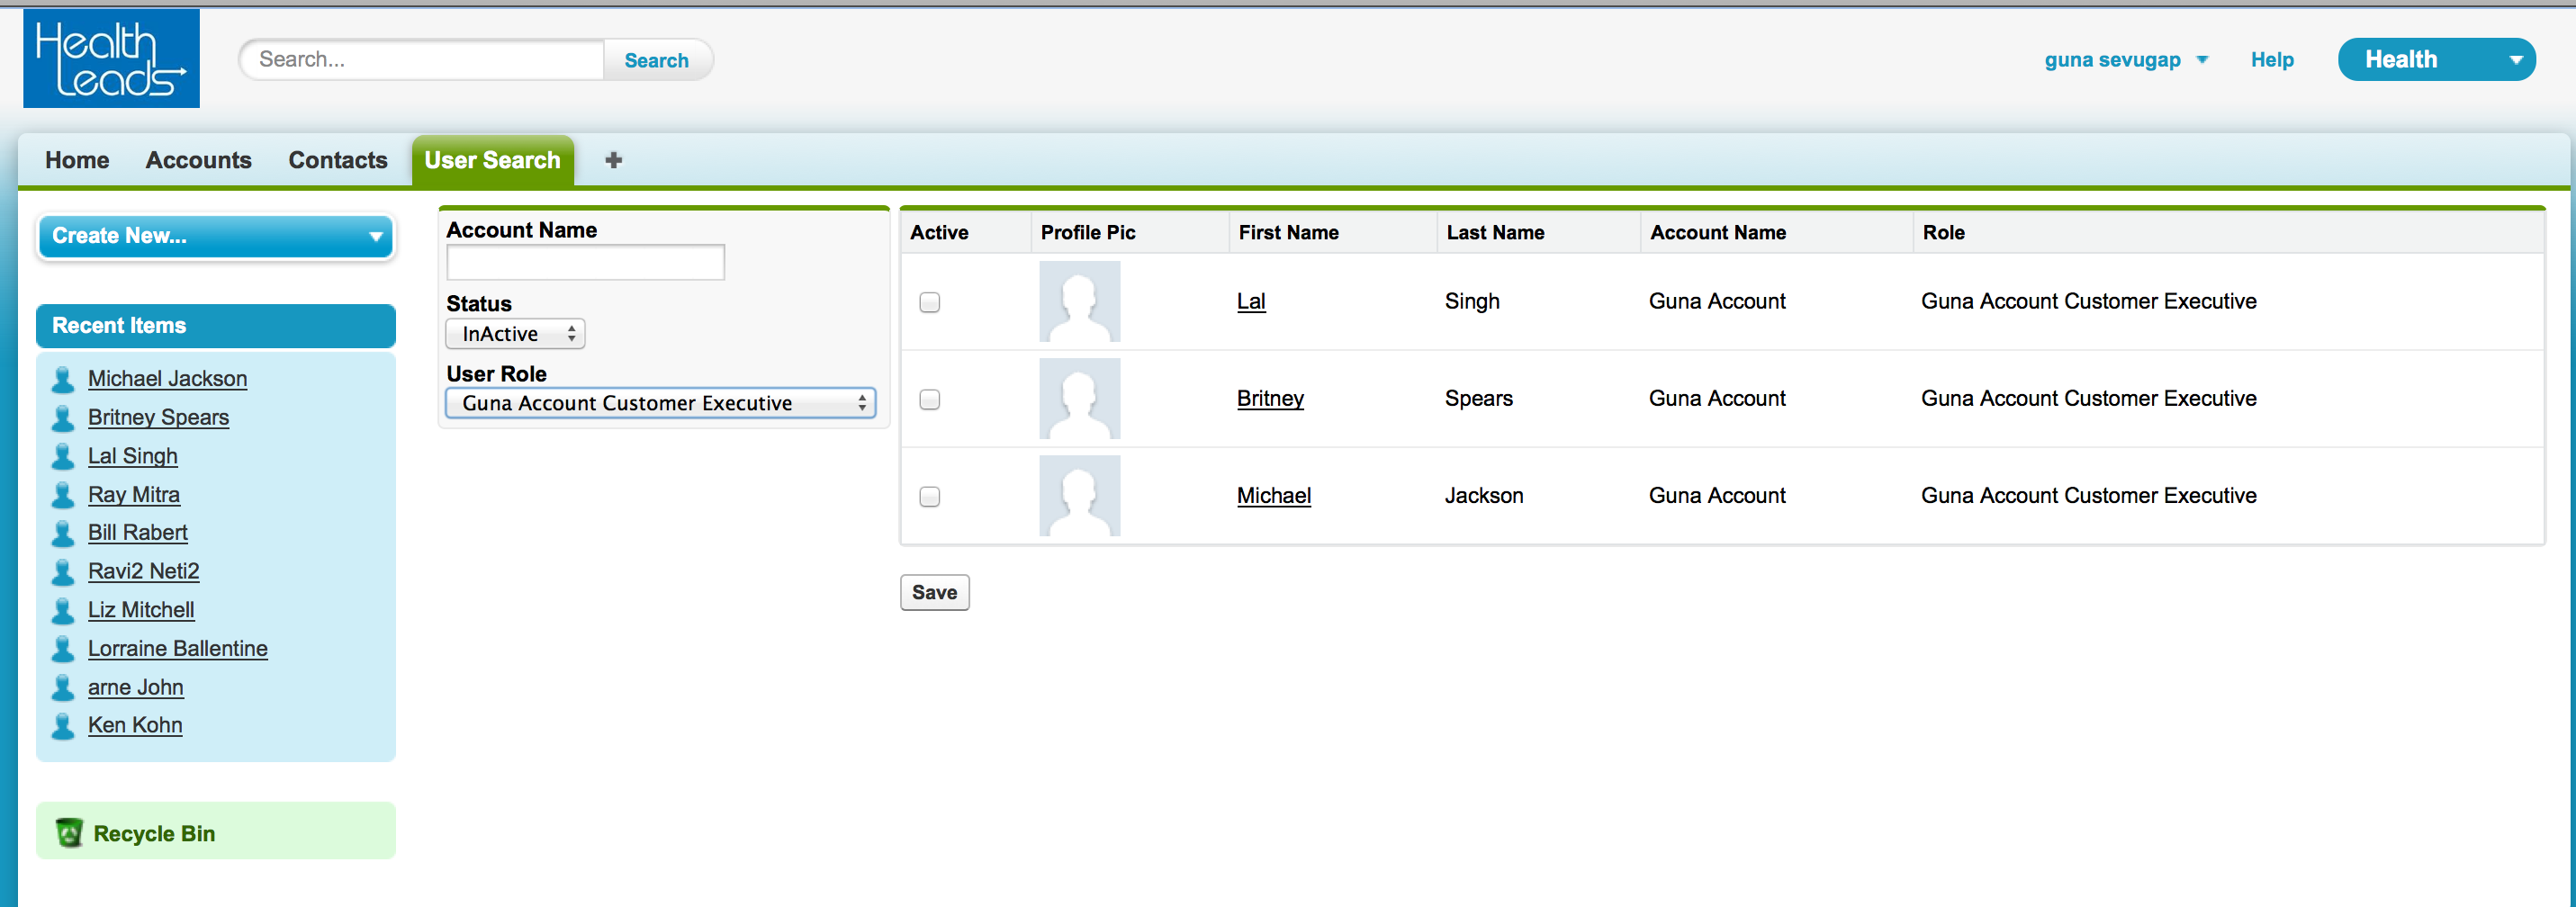 Health Leads
Search...
Search
guna sevugap
Help
Health
Home
Accounts
Contacts
User Search
Create New...
Recent Items
Michael Jackson
Britney Spears
Lal Singh
Ray Mitra
Bill Rabert
Ravi2 Neti2
Liz Mitchell
Lorraine Ballentine
arne John
Ken Kohn
Recycle Bin
Account Name
Status
InActive
User Role
Guna Account Customer Executive
Active Profile Pic First Name Last Name Account Name Role
Lal Singh Guna Account Guna Account Customer Executive
Britney Spears Guna Account Guna Account Customer Executive
Michael Jackson Guna Account Guna Account Customer Executive
Save